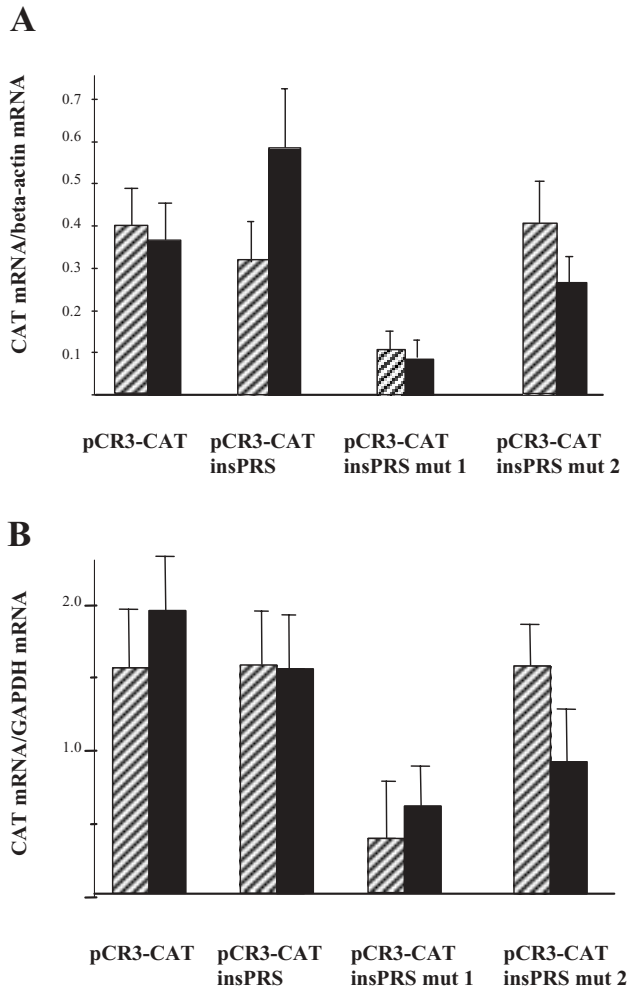 A
CAT mRNA/beta-actin mRNA
0.7
0.6
0.5
0.4
0.3
0.2
0.1
pCR3-CAT
pCR3-CAT
insPRS
pCR3-CAT
insPRS mut 1
pCR3-CAT
insPRS mut 2
B
CAT mRNA/GAPDH mRNA
2.0
1.0
pCR3-CAT
pCR3-CAT
insPRS
pCR3-CAT
insPRS mut 1
pCR3-CAT
insPRS mut 2